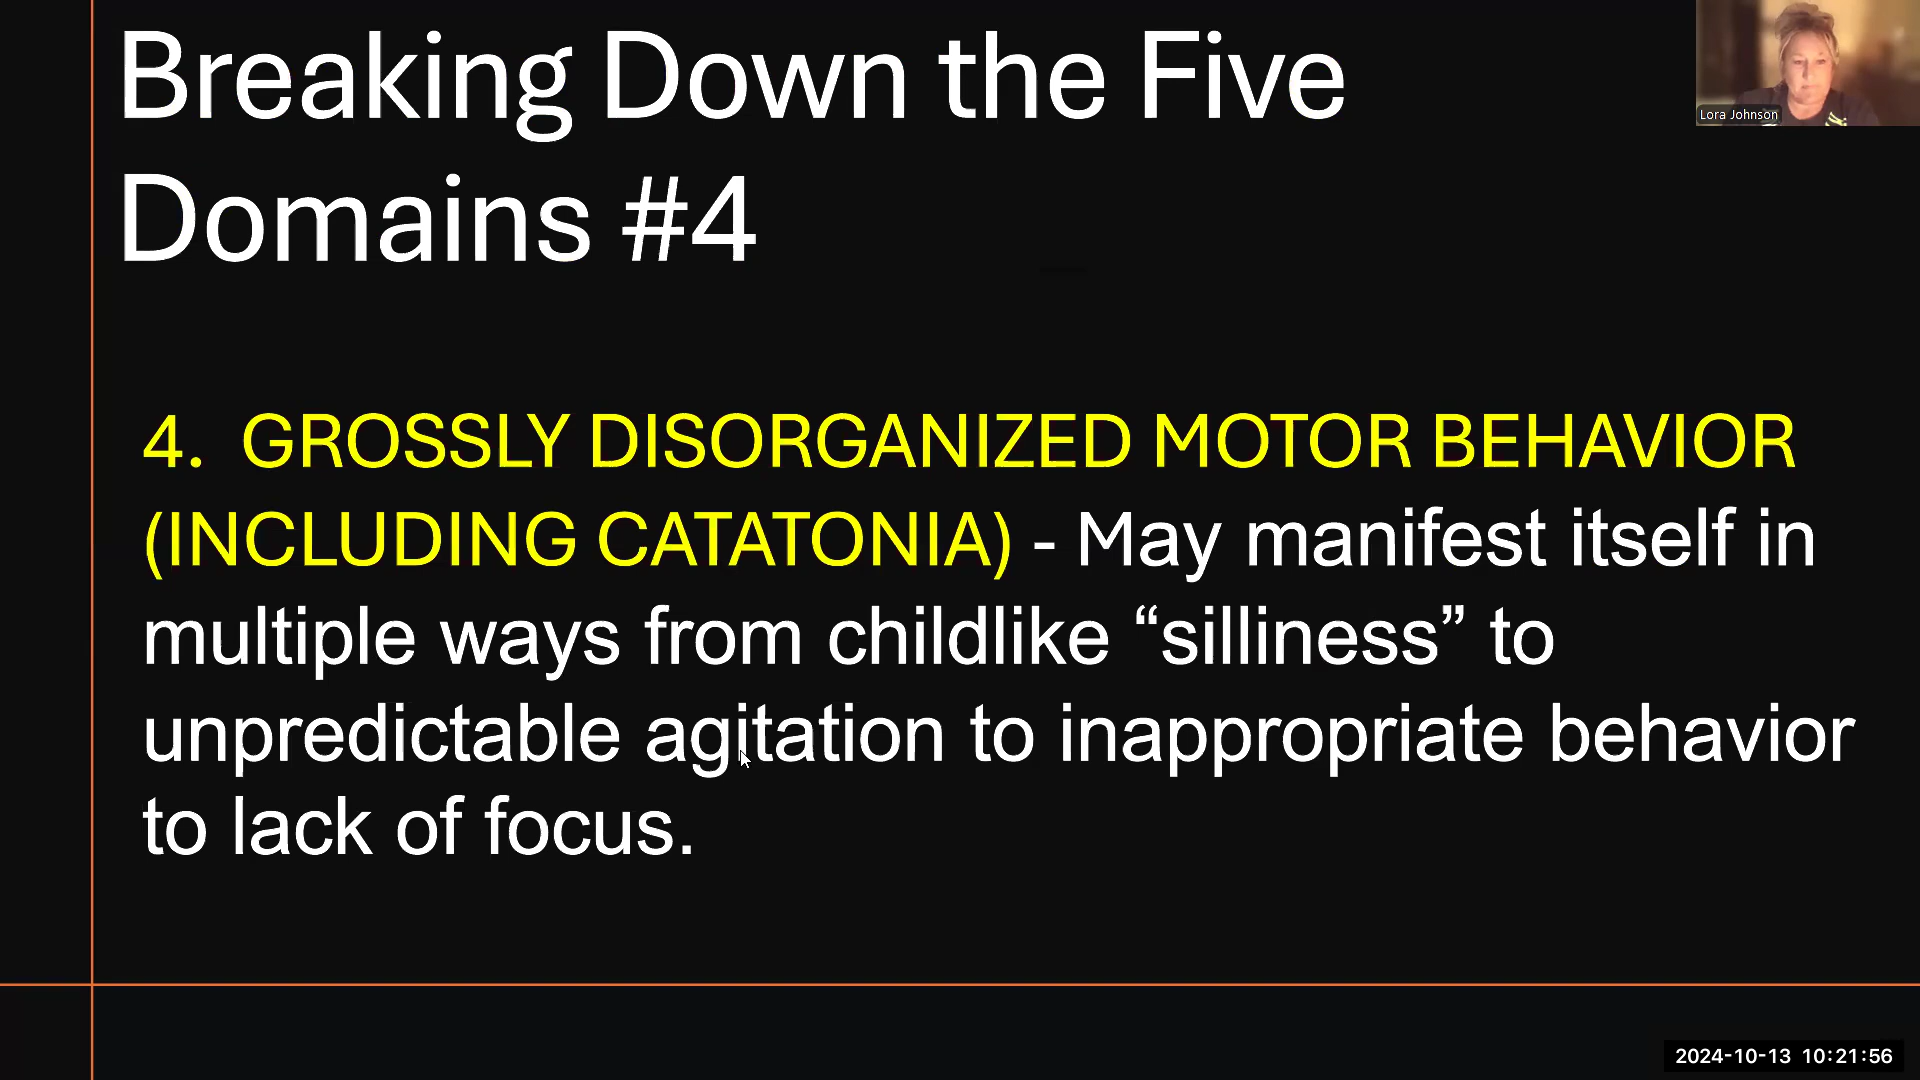 Breaking Down the Five
Domains #4
Lora Johnson
4. GROSSLY DISORGANIZED MOTOR BEHAVIOR
(INCLUDING CATATONIA) - May manifest itself in
multiple ways from childlike “silliness” to
unpredictable agitation to inappropriate behavior
to lack of focus.
2024-10-13 10:21:56